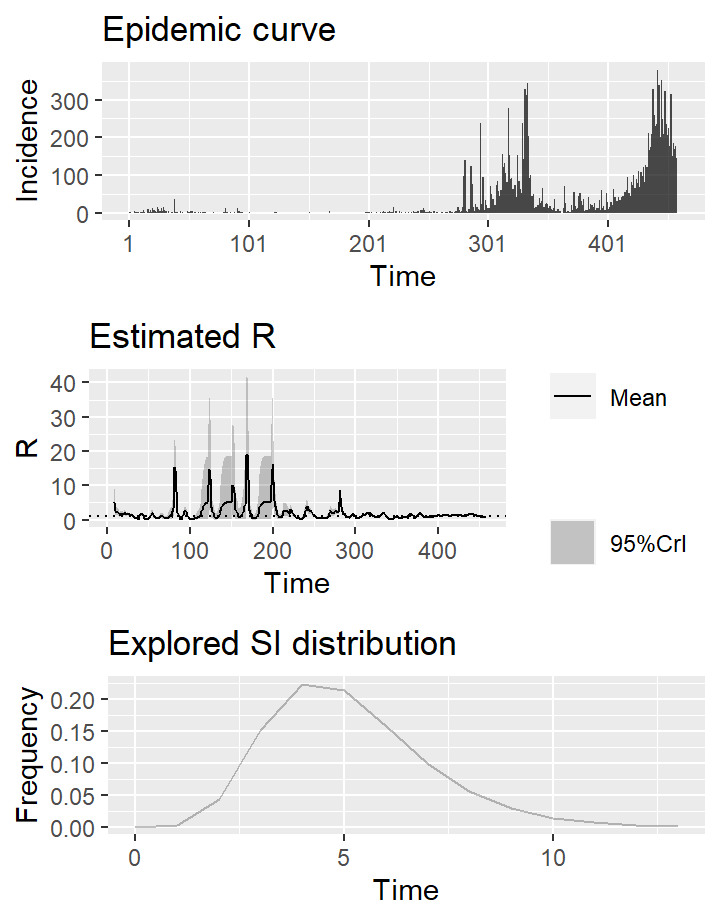 Epidemic curve
Incidence
300
200
100
0
1 101 201 301 401
Time
Estimated R
R
40
30
20
10
0
0 100 200 300 400
Time
Mean
95%CrI
Explored SI distribution
Frequency
0.20
0.15
0.10
0.05
0.00
0 5 10
Time